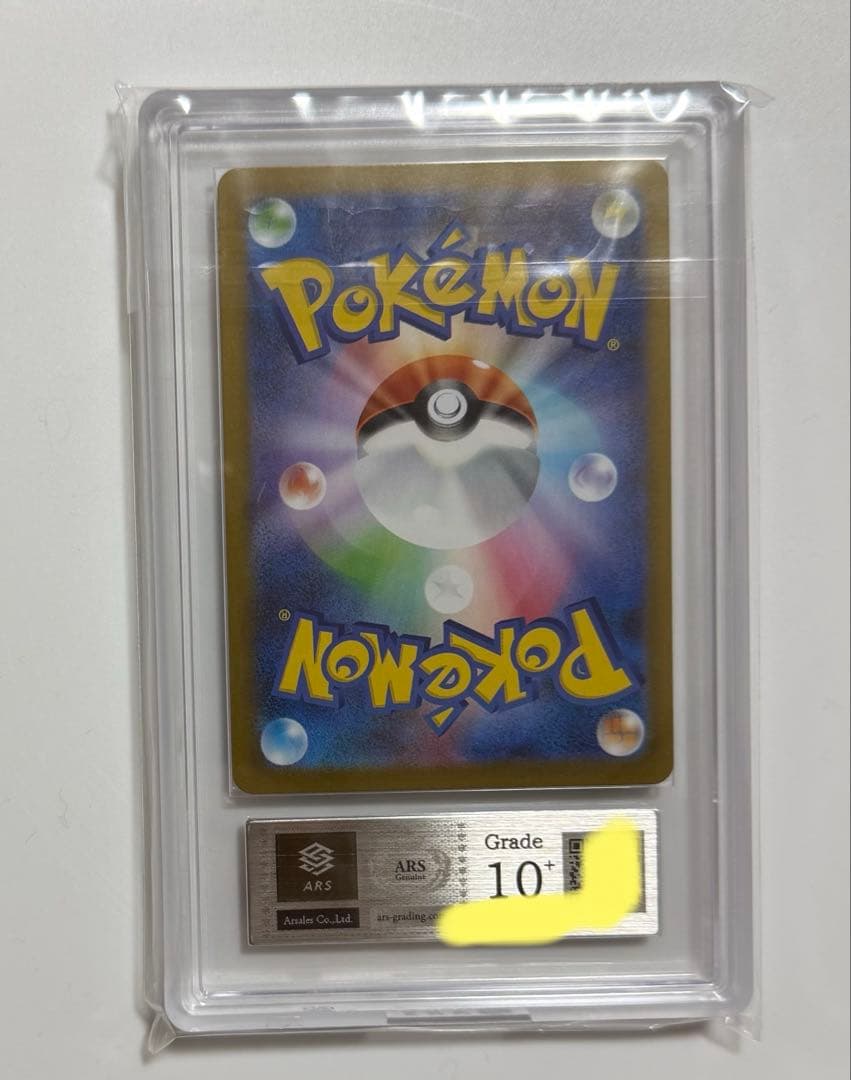 POKéMON
®
®
POKéMON
ARS
Arsales Co.,Ltd.
ARS
Genuine
ars-grading.co
Grade
10+